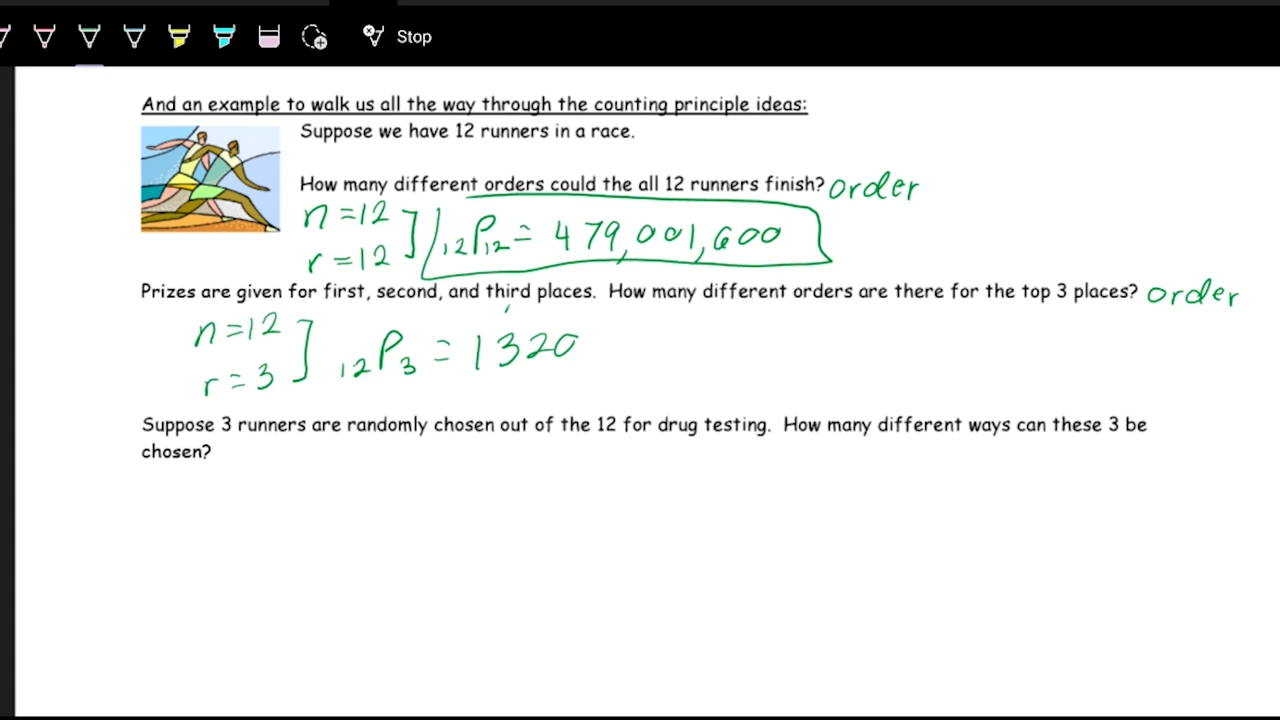 Stop
And an example to walk us all the way through the counting principle ideas:
Suppose we have 12 runners in a race.
How many different orders could the all 12 runners finish? order
n = 12
r = 12
12P12 = 479,001,600
Prizes are given for first, second, and third places. How many different orders are there for the top 3 places? order
n = 12
r = 3
12P3 = 1320
Suppose 3 runners are randomly chosen out of the 12 for drug testing. How many different ways can these 3 be
chosen?